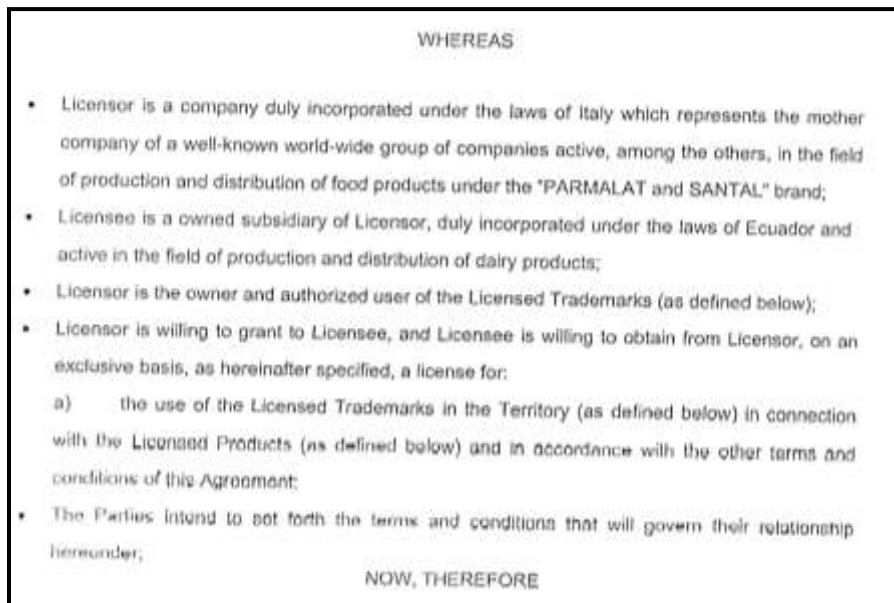 WHEREAS
• Licensor is a company duly incorporated under the laws of Italy which represents the mother
company of a well-known world-wide group of companies active, among the others, in the field
of production and distribution of food products under the "PARMALAT and SANTAL" brand;
• Licensee is a owned subsidiary of Licensor, duly incorporated under the laws of Ecuador and
active in the field of production and distribution of dairy products;
• Licensor is the owner and authorized user of the Licensed Trademarks (as defined below);
• Licensor is willing to grant to Licensee, and Licensee is willing to obtain from Licensor, on an
exclusive basis, as hereinafter specified, a license for:
a) the use of the Licensed Trademarks in the Territory (as defined below) in connection
with the Licensed Products (as defined below) and in accordance with the other terms and
conditions of this Agreement;
• The Parties intend to set forth the terms and conditions that will govern their relationship
hereunder;
NOW, THEREFORE